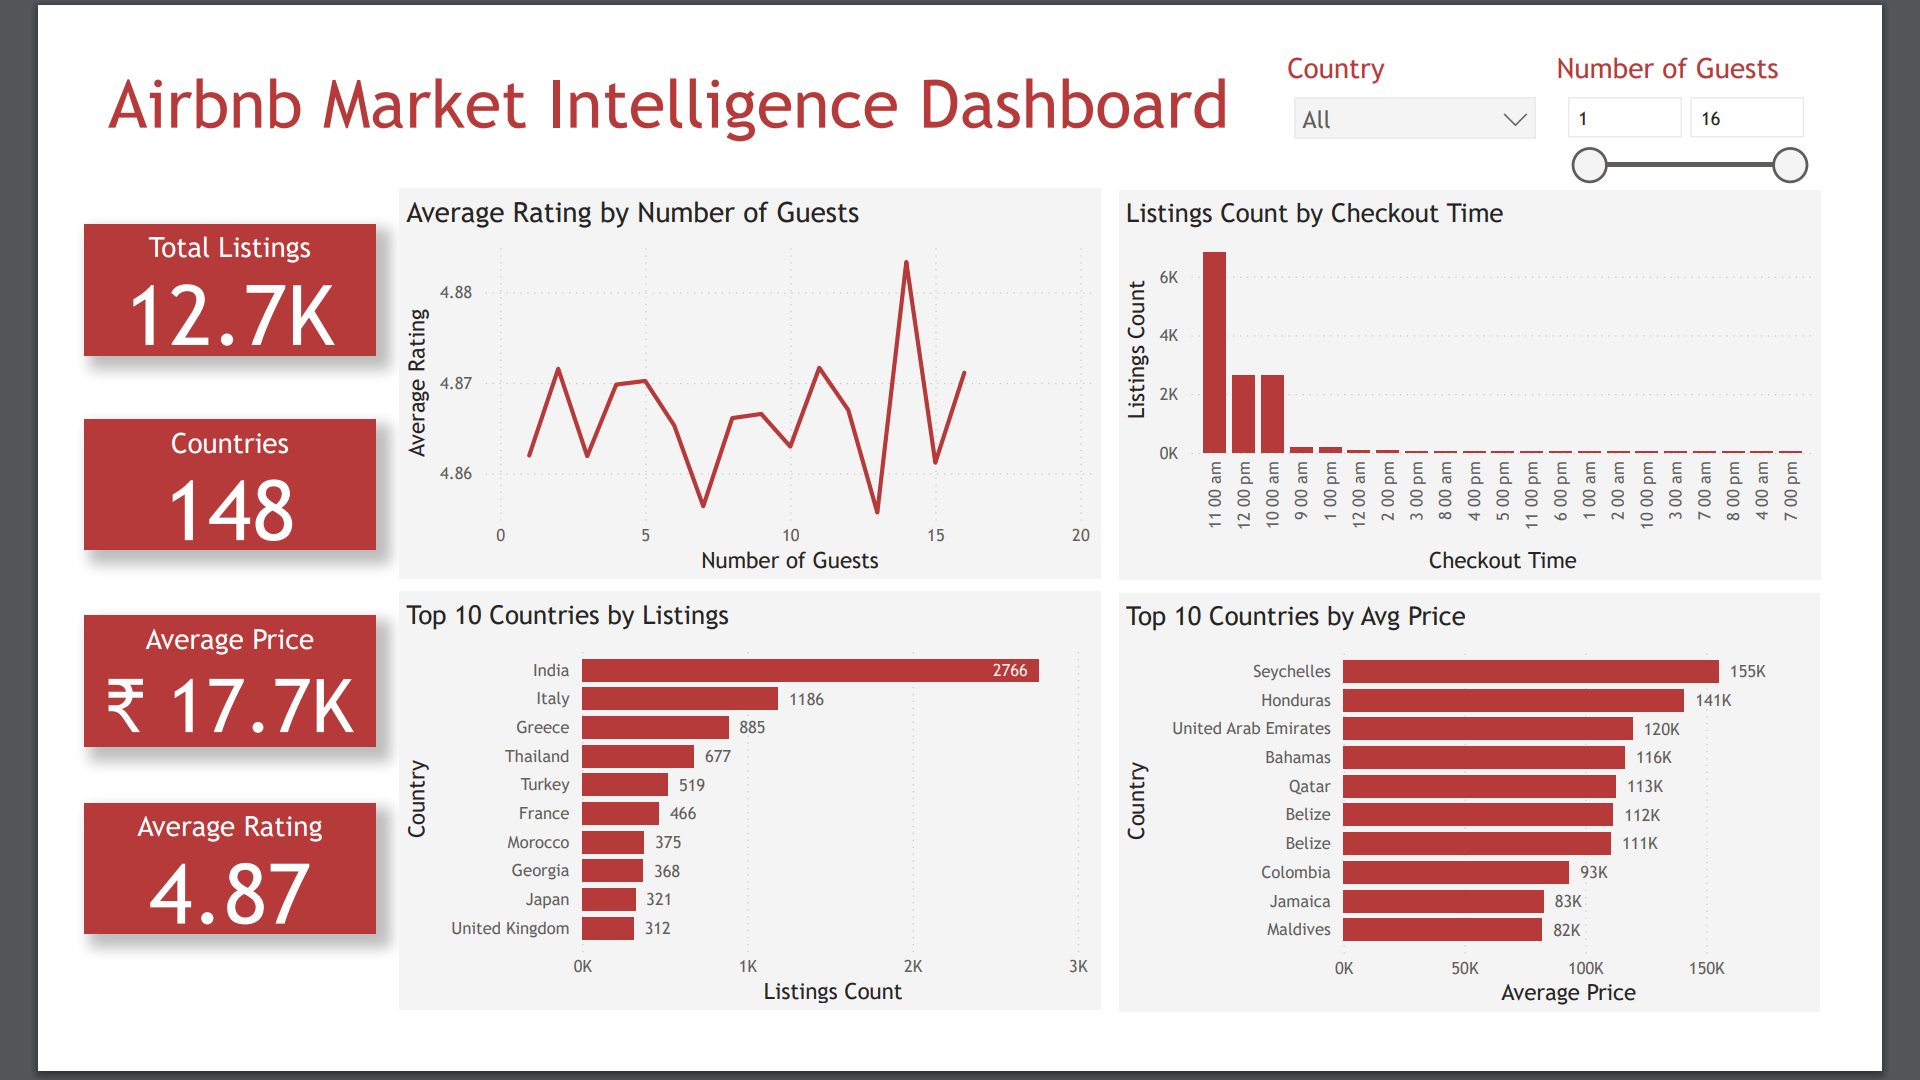 Airbnb Market Intelligence Dashboard
Country
All
Number of Guests
1 16
Total Listings
12.7K
Countries
148
Average Price
₹ 17.7K
Average Rating
4.87
Average Rating by Number of Guests
Average Rating
4.88
4.87
4.86
0 5 10 15 20
Number of Guests
Listings Count by Checkout Time
Listings Count
6K
4K
2K
0K
11 00 am
12 00 pm
10 00 am
9 00 am
1 00 pm
12 00 am
2 00 pm
3 00 pm
8 00 am
4 00 pm
5 00 pm
11 00 pm
6 00 pm
1 00 am
2 00 am
10 00 pm
3 00 am
7 00 am
8 00 pm
4 00 am
7 00 pm
Checkout Time
Top 10 Countries by Listings
Country
India 2766
Italy 1186
Greece 885
Thailand 677
Turkey 519
France 466
Morocco 375
Georgia 368
Japan 321
United Kingdom 312
0K 1K 2K 3K
Listings Count
Top 10 Countries by Avg Price
Country
Seychelles 155K
Honduras 141K
United Arab Emirates 120K
Bahamas 116K
Qatar 113K
Belize 112K
Belize 111K
Colombia 93K
Jamaica 83K
Maldives 82K
0K 50K 100K 150K
Average Price